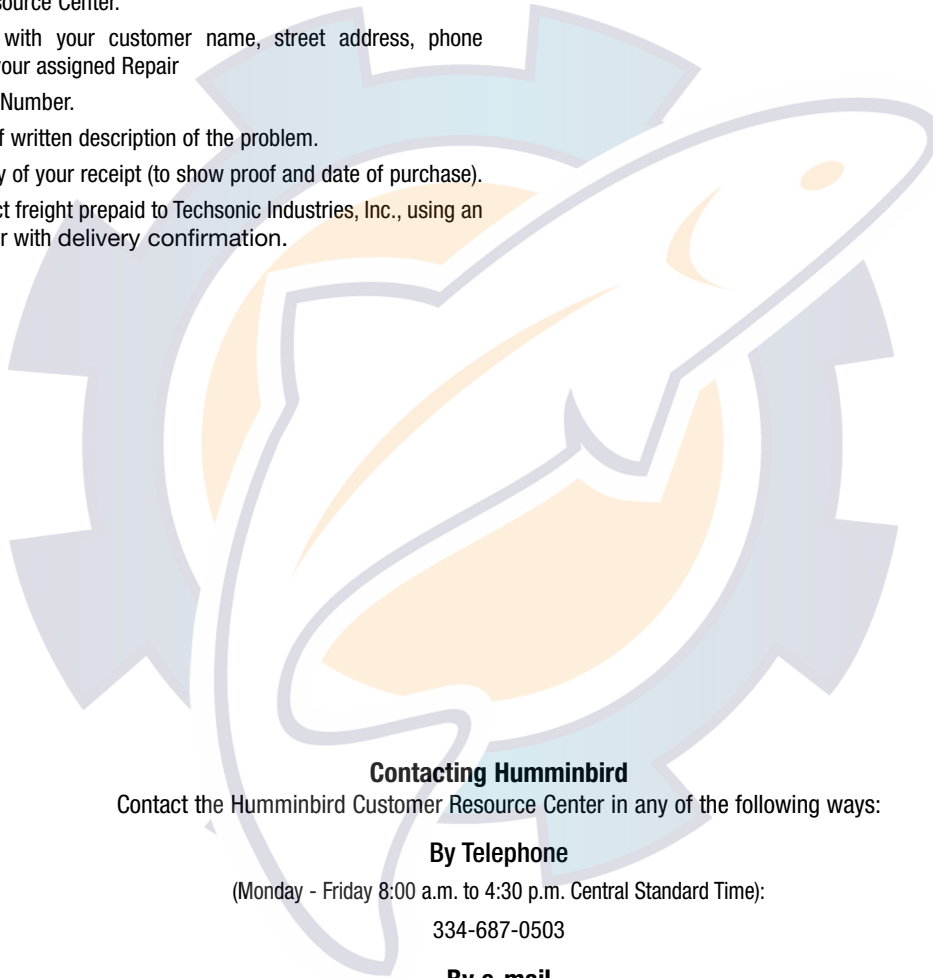 ource Center.
with your customer name, street address, phone
our assigned Repair
Number.
f written description of the problem.
y of your receipt (to show proof and date of purchase).
ct freight prepaid to Techsonic Industries, Inc., using an
r with delivery confirmation.
Contacting Humminbird
Contact the Humminbird Customer Resource Center in any of the following ways:
By Telephone
(Monday - Friday 8:00 a.m. to 4:30 p.m. Central Standard Time):
334-687-0503
By e-mail